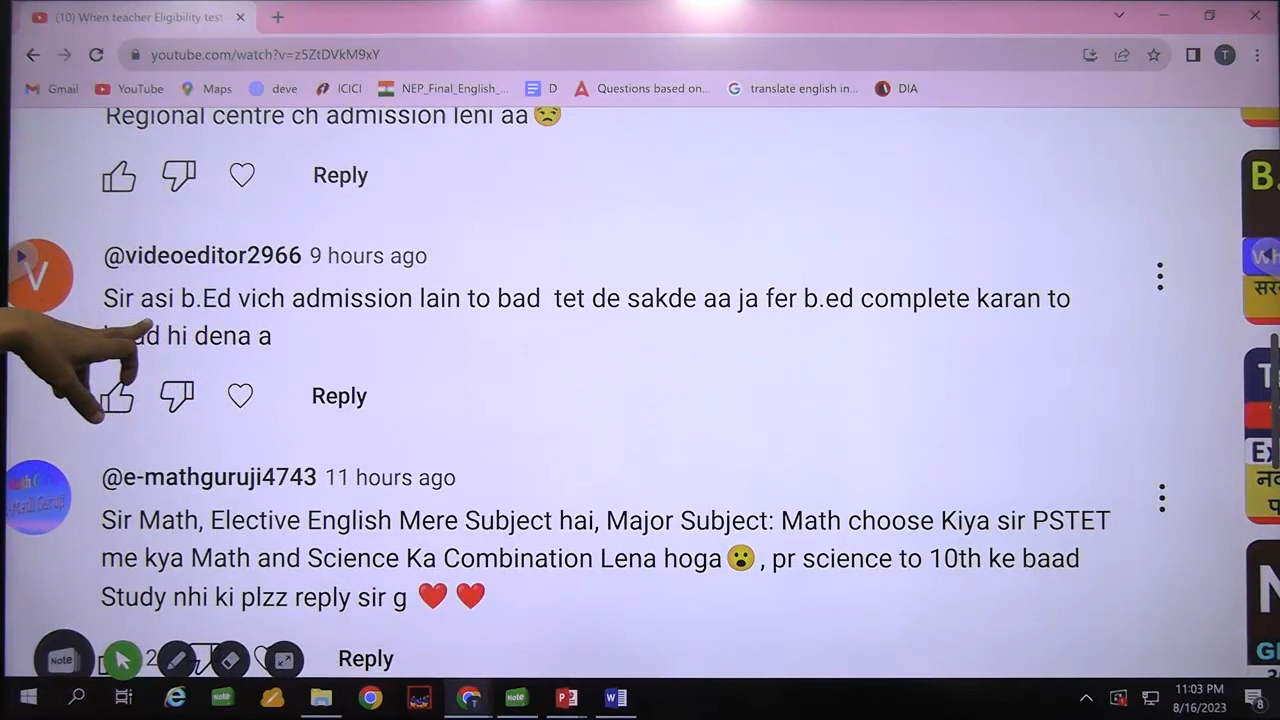 (10) When teacher Eligibility test
youtube.com/watch?v=z5ZtDVkM9xY
T
Gmail YouTube Maps deve ICICI NEP_Final_English_... D Questions based on... translate english in... DIA
Regional centre ch admission leni aa😒
Reply
B.
V
@videoeditor2966 9 hours ago
Sir asi b.Ed vich admission lain to bad tet de sakde aa ja fer b.ed complete karan to
hi dena a
Reply
@e-mathguruji4743 11 hours ago
Sir Math, Elective English Mere Subject hai, Major Subject: Math choose Kiya sir PSTET
me kya Math and Science Ka Combination Lena hoga😮, pr science to 10th ke baad
Study nhi ki plzz reply sir g ❤️ ❤️
Note 2 Reply
11:03 PM
8/16/2023
8